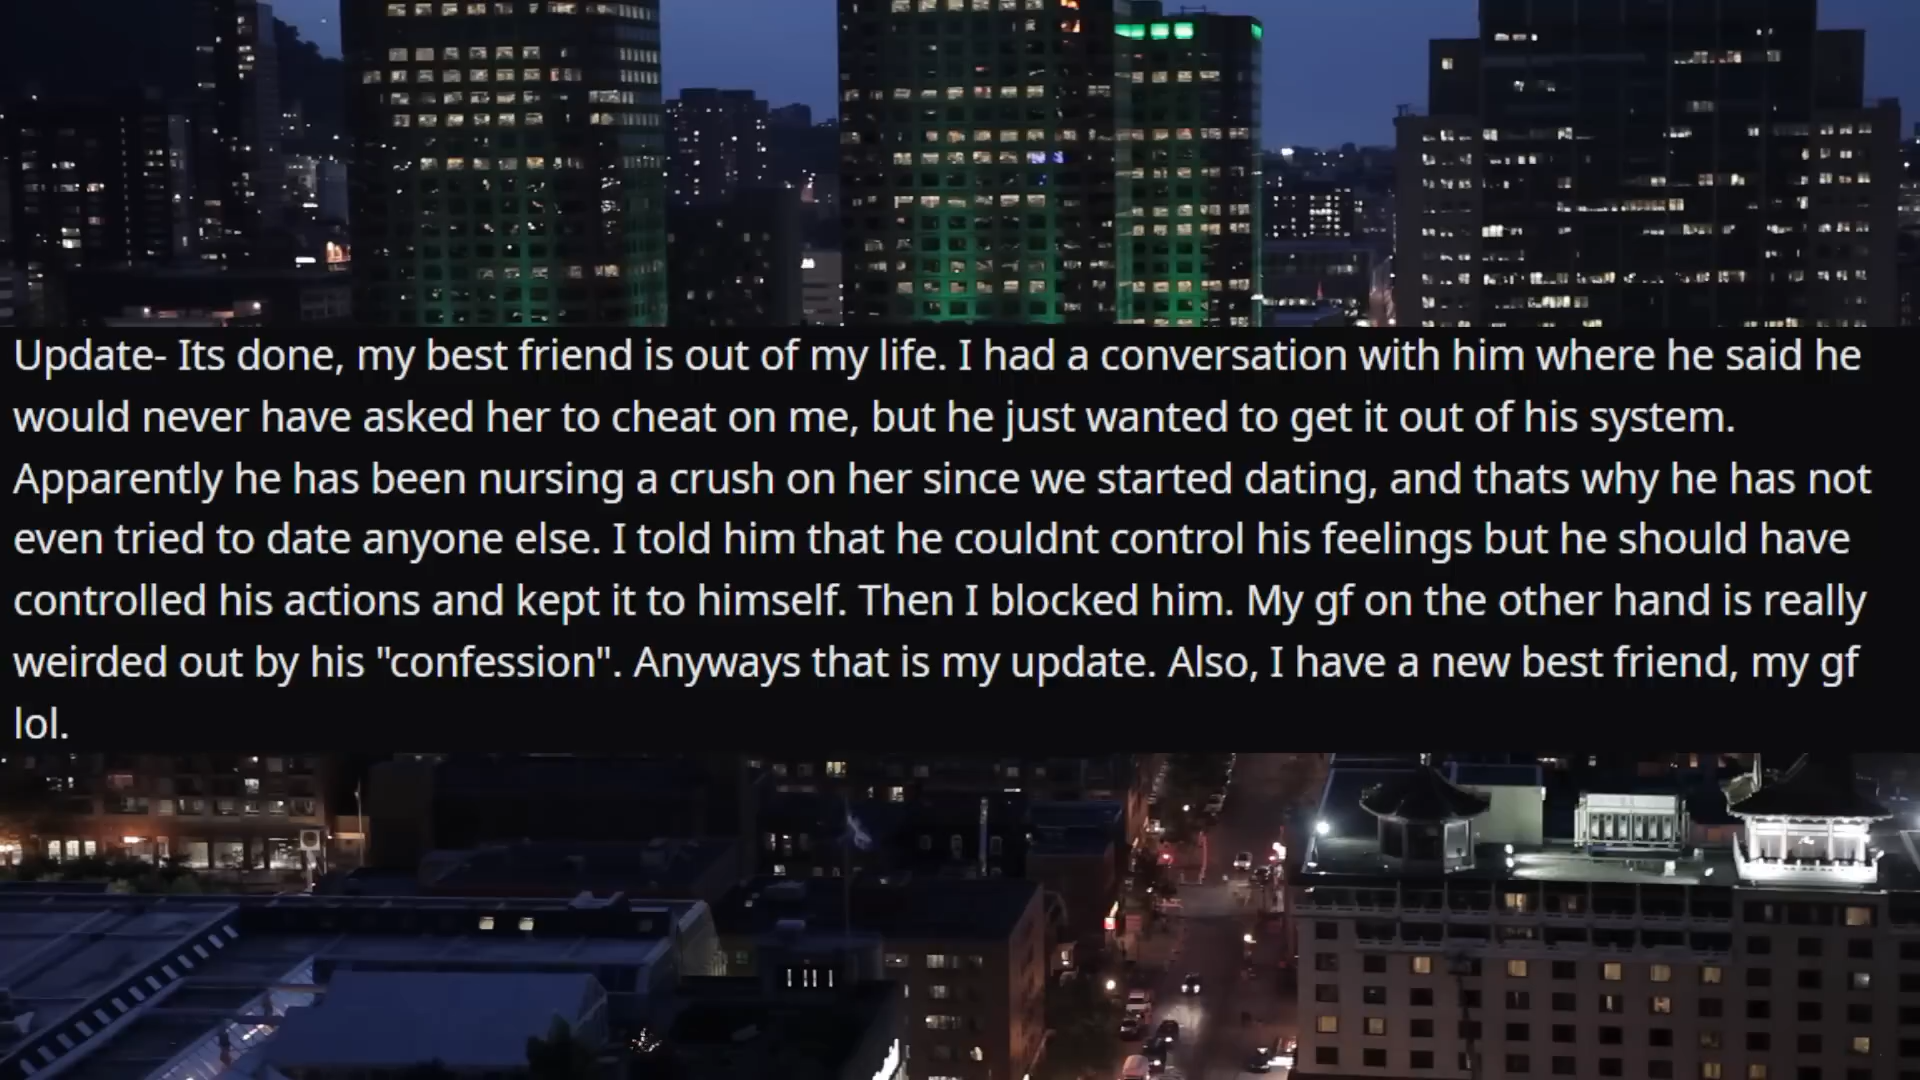 Update- Its done, my best friend is out of my life. I had a conversation with him where he said he
would never have asked her to cheat on me, but he just wanted to get it out of his system.
Apparently he has been nursing a crush on her since we started dating, and thats why he has not
even tried to date anyone else. I told him that he couldnt control his feelings but he should have
controlled his actions and kept it to himself. Then I blocked him. My gf on the other hand is really
weirded out by his "confession". Anyways that is my update. Also, I have a new best friend, my gf
lol.